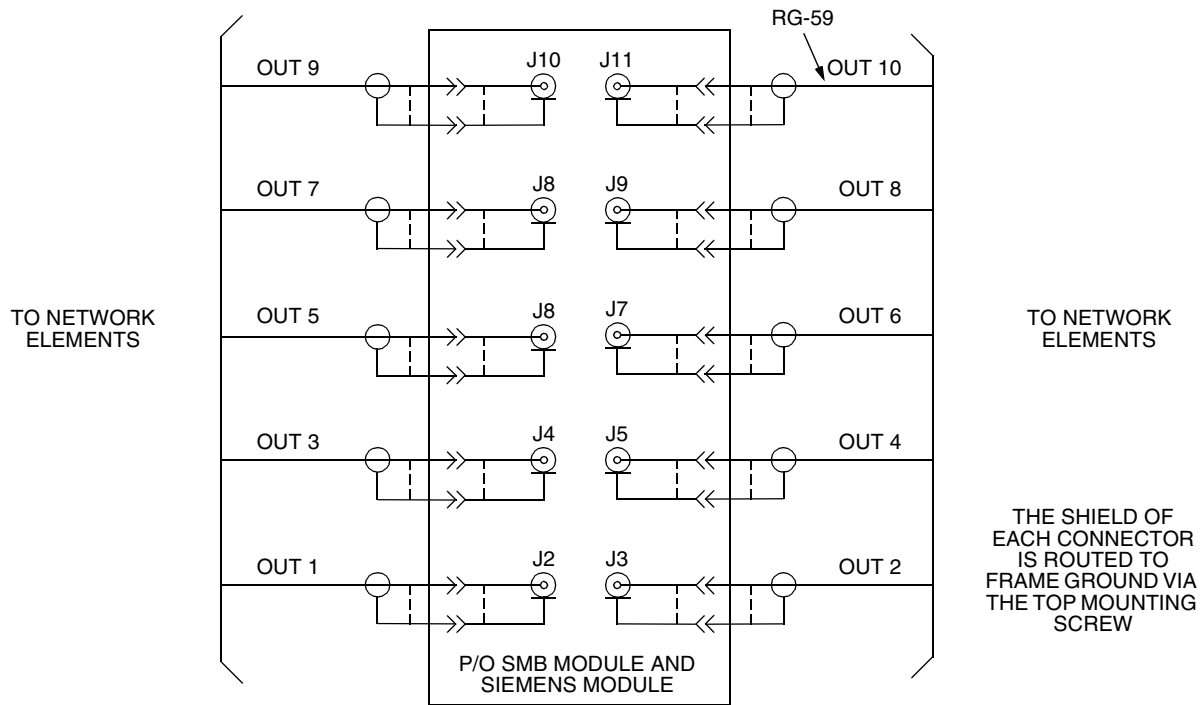 RG-59
OUT 9
J10
J11
OUT 10
OUT 7
J8
J9
OUT 8
TO NETWORK
ELEMENTS
OUT 5
J8
J7
OUT 6
TO NETWORK
ELEMENTS
OUT 3
J4
J5
OUT 4
OUT 1
J2
J3
OUT 2
THE SHIELD OF
EACH CONNECTOR
IS ROUTED TO
FRAME GROUND VIA
THE TOP MOUNTING
SCREW
P/O SMB MODULE AND
SIEMENS MODULE